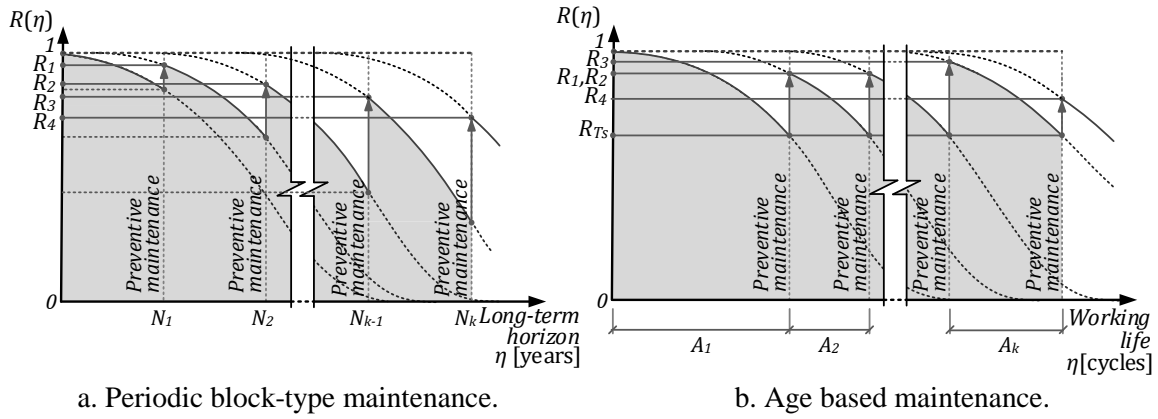 R(η)
1
R1
R2
R3
R4
0
Preventive
maintenance
Preventive
maintenance
Preventive
maintenance
Preventive
maintenance
N1
N2
Nk-1
Nk
Long-term
horizon
η [years]
a. Periodic block-type maintenance.
R(η)
1
R3
R1,R2
R4
RTs
0
Preventive
maintenance
Preventive
maintenance
Preventive
maintenance
Preventive
maintenance
A1
A2
Ak
Working
life
η[cycles]
b. Age based maintenance.